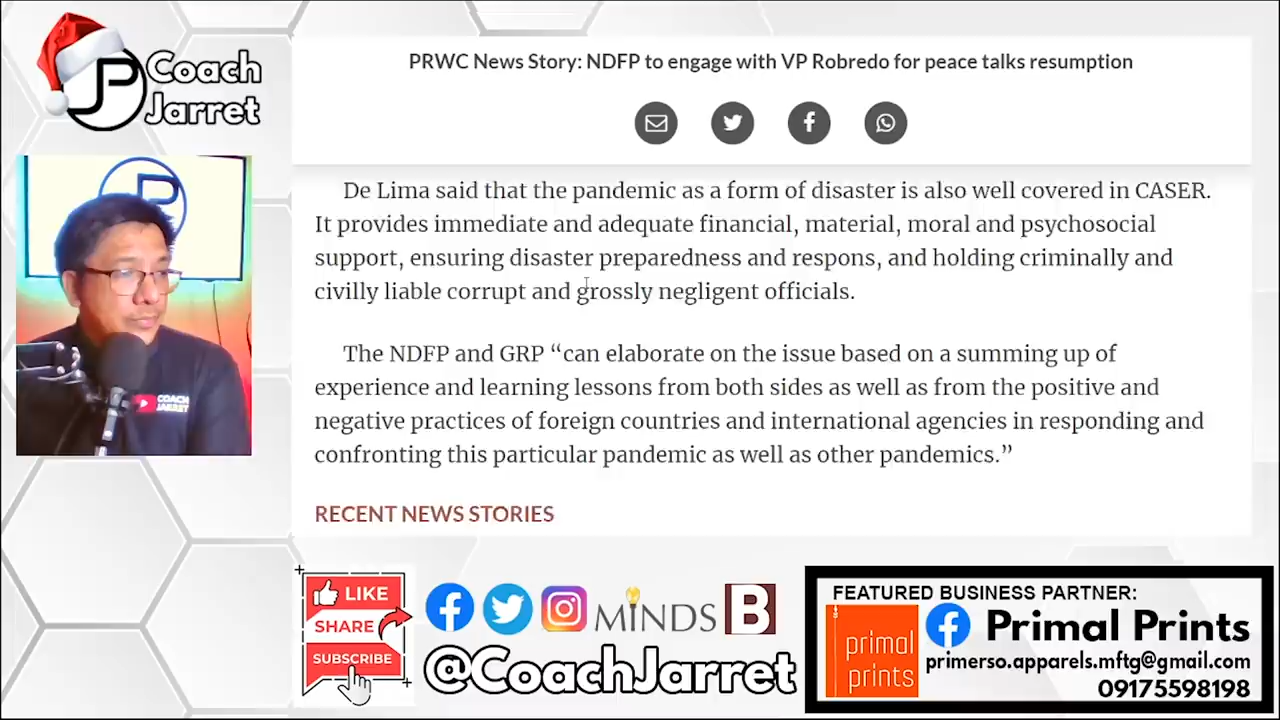 Coach
Jarret
PRWC News Story: NDFP to engage with VP Robredo for peace talks resumption
De Lima said that the pandemic as a form of disaster is also well covered in CASER.
It provides immediate and adequate financial, material, moral and psychosocial
support, ensuring disaster preparedness and respons, and holding criminally and
civilly liable corrupt and grossly negligent officials.
The NDFP and GRP “can elaborate on the issue based on a summing up of
experience and learning lessons from both sides as well as from the positive and
negative practices of foreign countries and international agencies in responding and
confronting this particular pandemic as well as other pandemics.”
RECENT NEWS STORIES
COACH
JARRET
LIKE
SHARE
SUBSCRIBE
MINDS
B
@CoachJarret
FEATURED BUSINESS PARTNER:
primal
prints
Primal Prints
primerso.apparels.mftg@gmail.com
09175598198